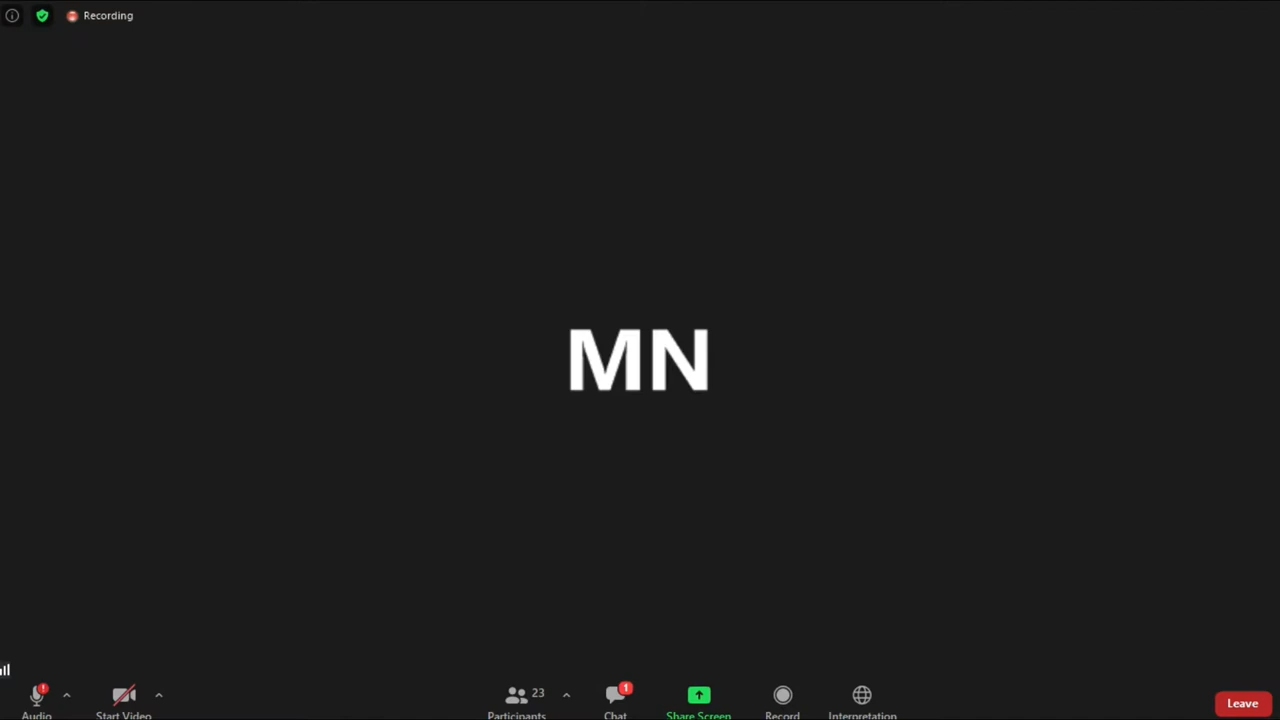 Recording
MN
23
1
Audio
Start Video
Participants
Chat
Share Screen
Record
Interpretation
Leave